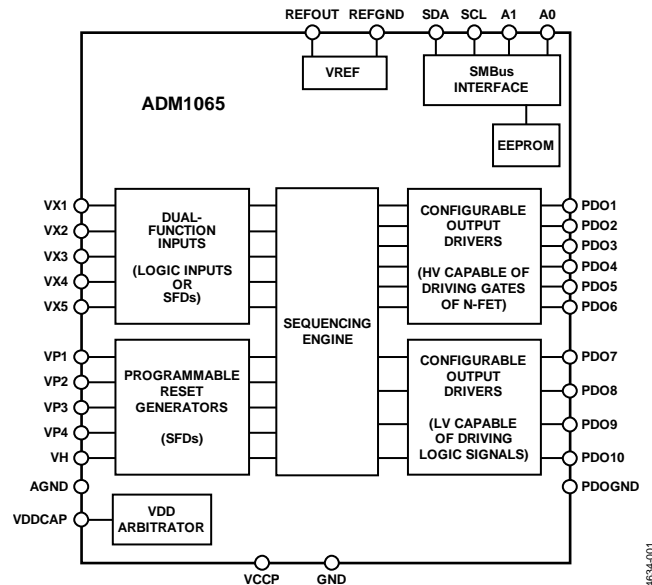 REFOUT REFGND SDA SCL A1 A0
VREF
SMBus
INTERFACE
ADM1065
EEPROM
VX1
VX2
VX3
VX4
VX5
DUAL-
FUNCTION
INPUTS
(LOGIC INPUTS
OR
SFDs)
VP1
VP2
VP3
VP4
VH
PROGRAMMABLE
RESET
GENERATORS
(SFDs)
AGND
VDDCAP
VDD
ARBITRATOR
SEQUENCING
ENGINE
CONFIGURABLE
OUTPUT
DRIVERS
(HV CAPABLE OF
DRIVING GATES
OF N-FET)
PDO1
PDO2
PDO3
PDO4
PDO5
PDO6
CONFIGURABLE
OUTPUT
DRIVERS
(LV CAPABLE
OF DRIVING
LOGIC SIGNALS)
PDO7
PDO8
PDO9
PDO10
PDOGND
VCCP GND
4634-001